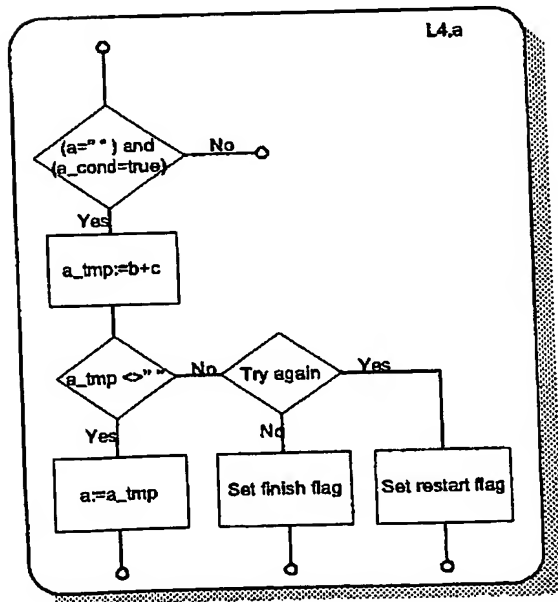 L4.a
(a=" ") and
(a_cond=true)
No
Yes
a_tmp:=b+c
a_tmp <>" "
No
Try again
Yes
Yes
No
a:=a_tmp
Set finish flag
Set restart flag